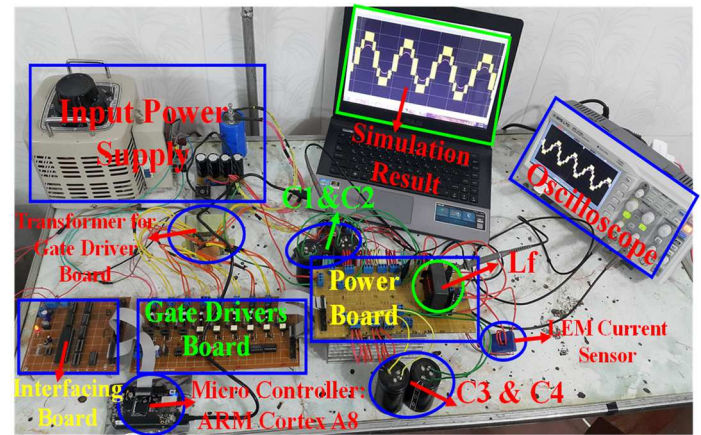 Input Power
Supply
Simulation
Result
Oscilloscope
C1&C2
Transformer for
Gate Driver
Board
Lf
Power
Board
Gate Drivers
Board
LEM Current
Sensor
Interfacing
Board
Micro Controller:
ARM Cortex A8
C3 & C4